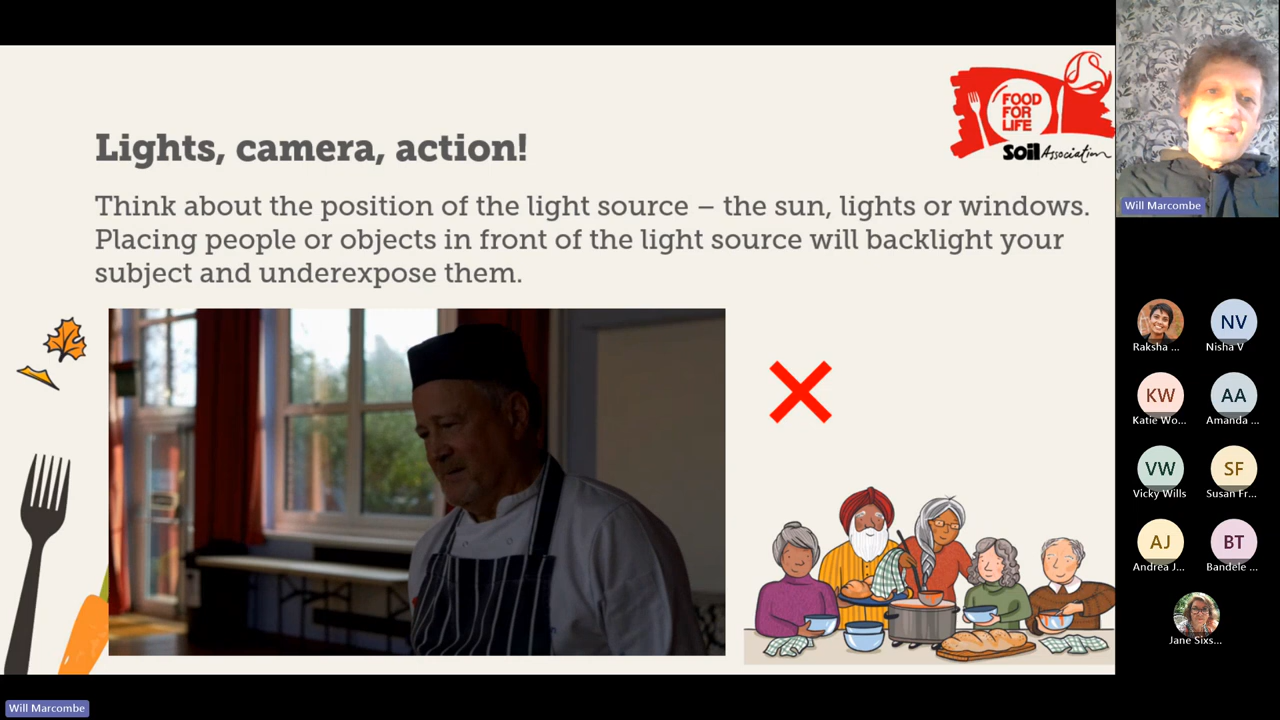 FOOD
FOR
LIFE
Soil Association
Lights, camera, action!
Think about the position of the light source – the sun, lights or windows.
Placing people or objects in front of the light source will backlight your
subject and underexpose them.
Will Marcombe
Raksha ...
NV
Nisha V
KW
Katie Wo...
AA
Amanda ...
VW
Vicky Wills
SF
Susan Fr...
AJ
Andrea J...
BT
Bandele ...
Jane Sixs...
Will Marcombe